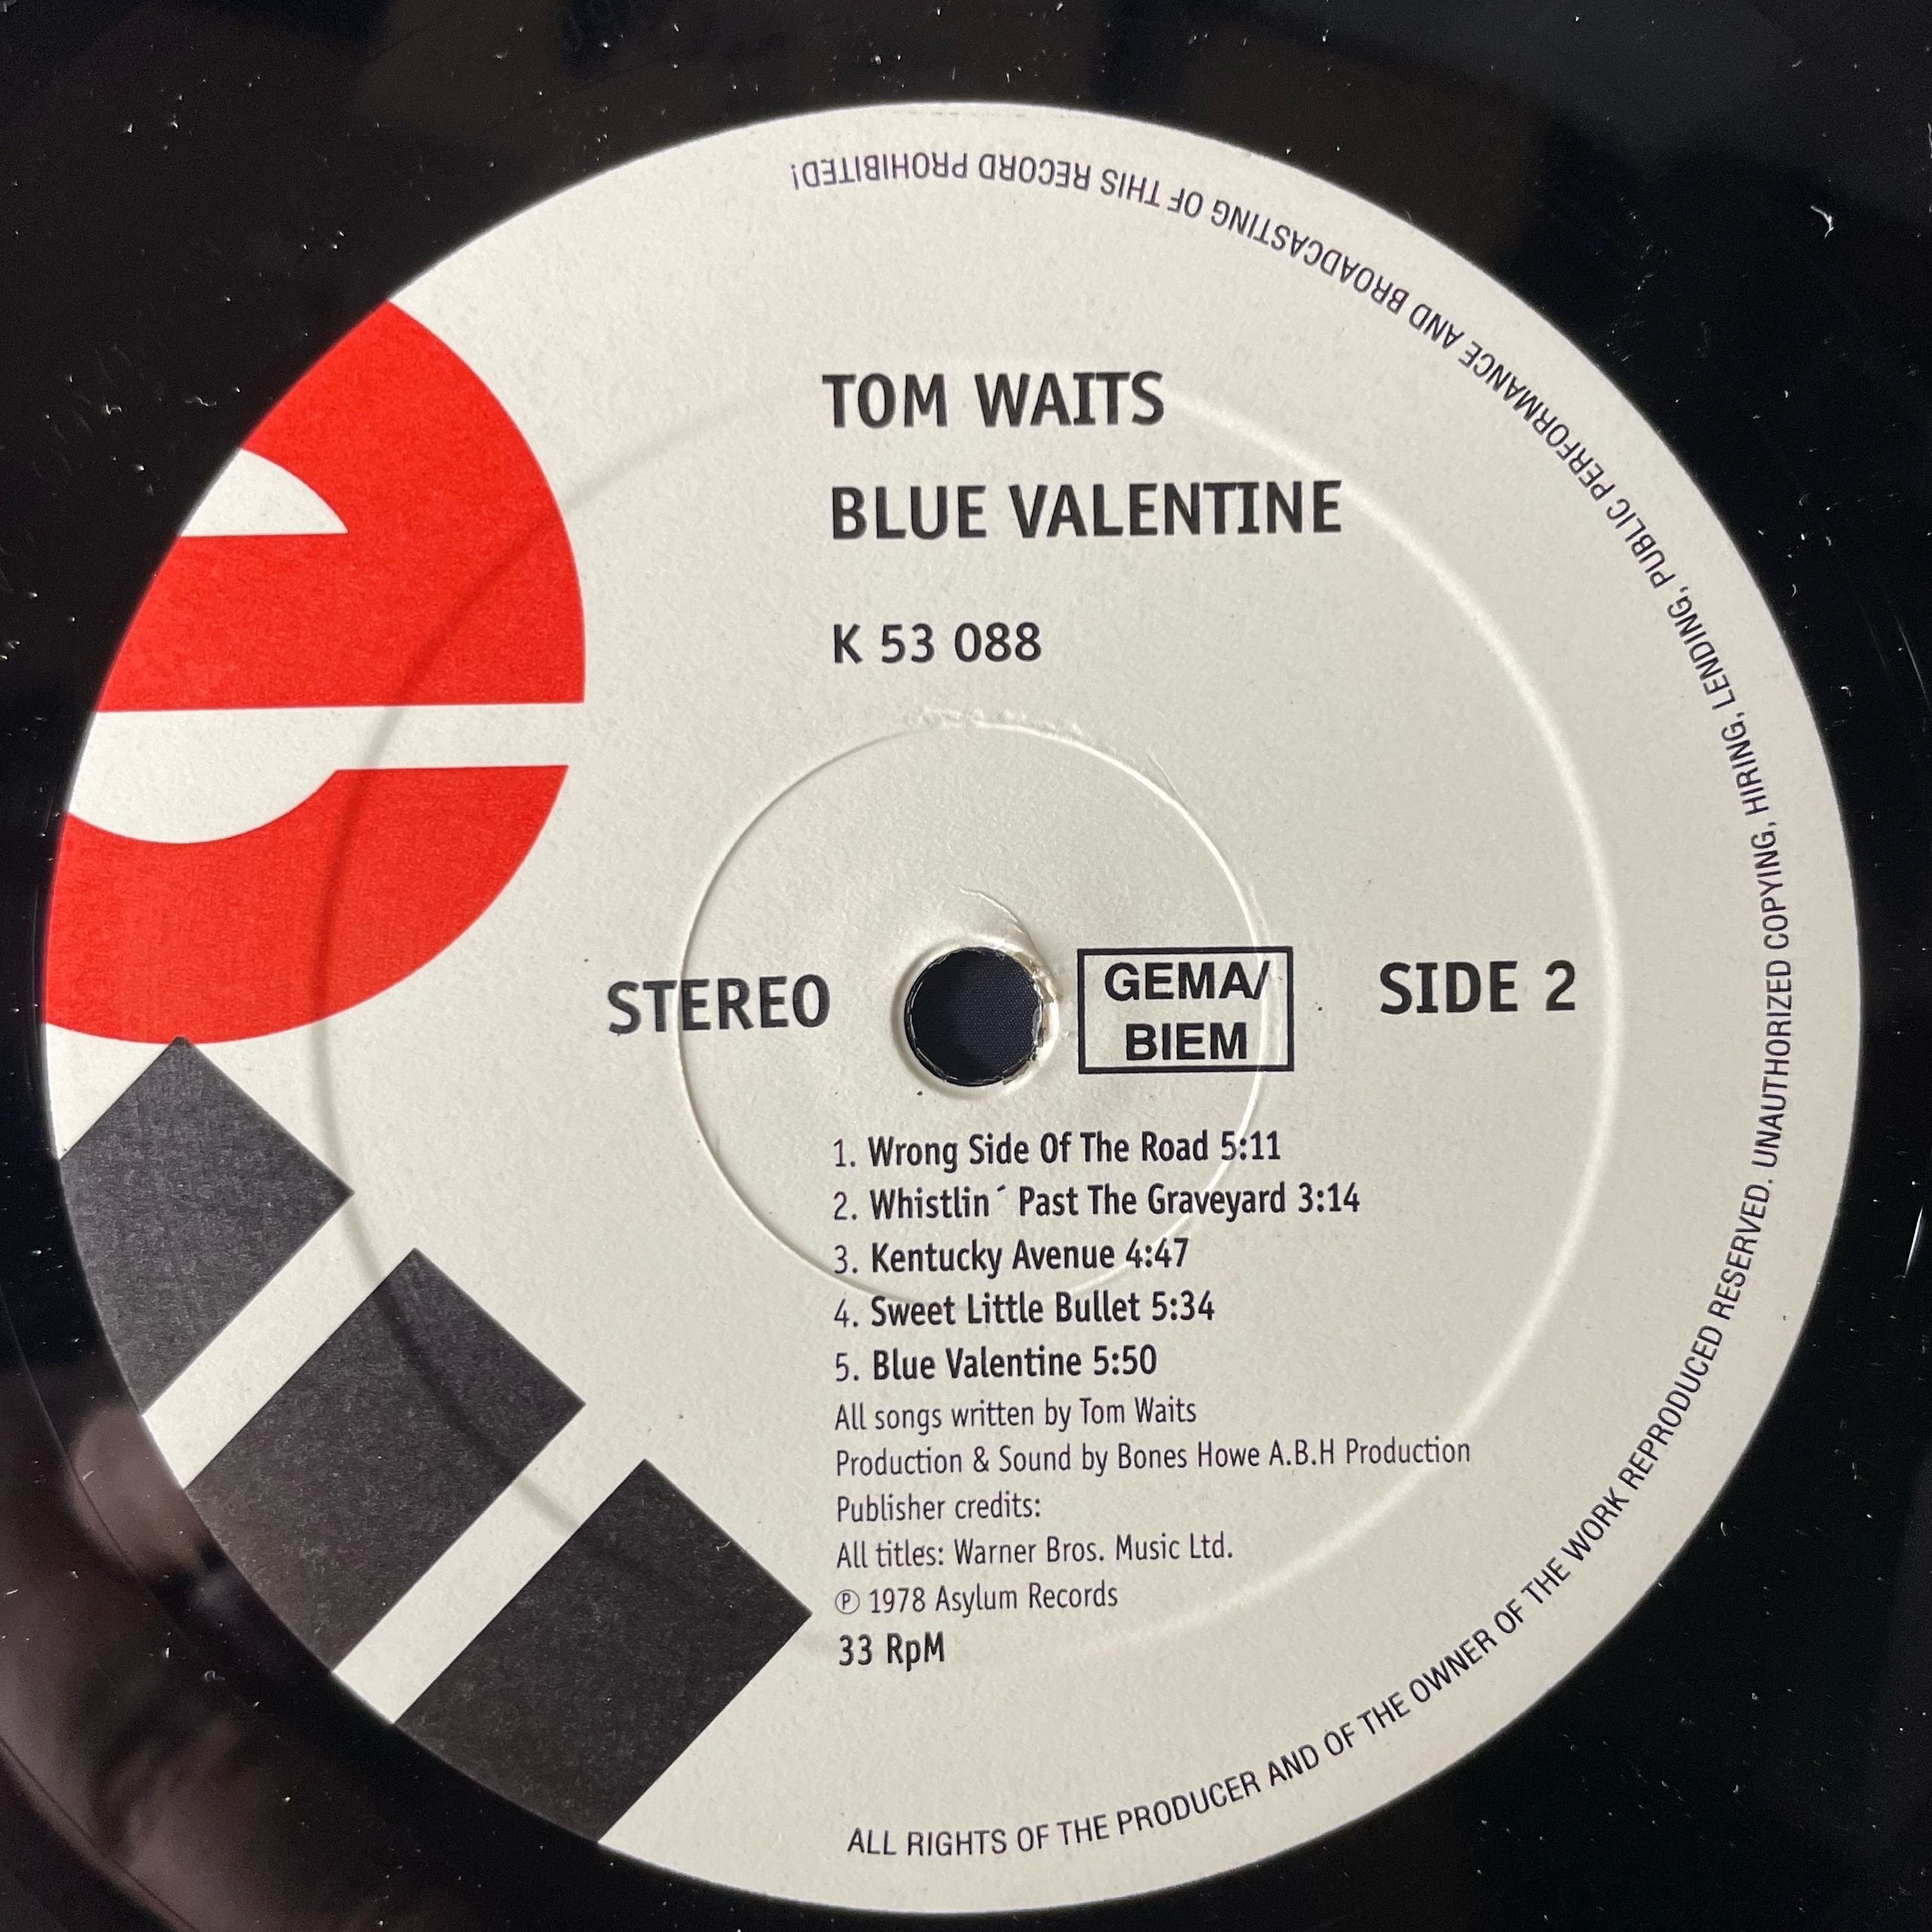 TOM WAITS
BLUE VALENTINE
K 53 088
STEREO
GEMA/
BIEM
SIDE 2
1. Wrong Side Of The Road 5:11
2. Whistlin´ Past The Graveyard 3:14
3. Kentucky Avenue 4:47
4. Sweet Little Bullet 5:34
5. Blue Valentine 5:50
All songs written by Tom Waits
Production & Sound by Bones Howe A.B.H Production
Publisher credits:
All titles: Warner Bros. Music Ltd.
℗ 1978 Asylum Records
33 RpM
ALL RIGHTS OF THE PRODUCER AND OF THE OWNER OF THE WORK REPRODUCED RESERVED. UNAUTHORIZED COPYING, HIRING, LENDING, PUBLIC PERFORMANCE AND BROADCASTING OF THIS RECORD PROHIBITED!
e